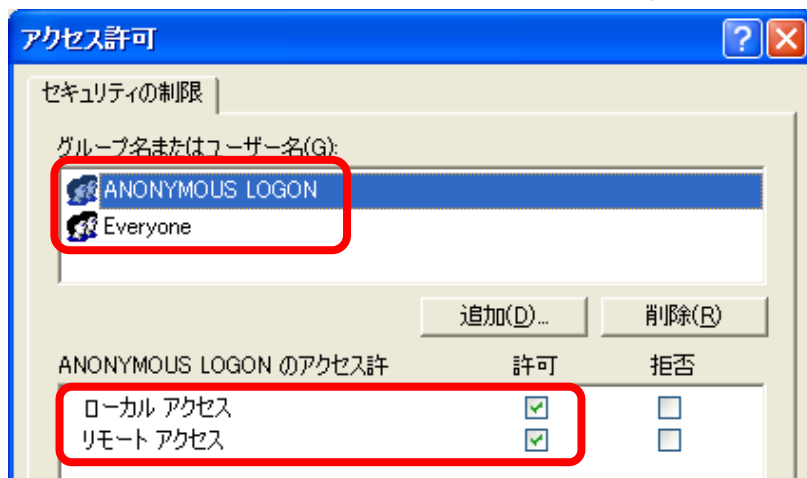 アクセス許可
セキュリティの制限
グループ名またはユーザー名(G):
ANONYMOUS LOGON
Everyone
追加(D)... 削除(R)
ANONYMOUS LOGON のアクセス許 許可 拒否
ローカル アクセス
リモート アクセス